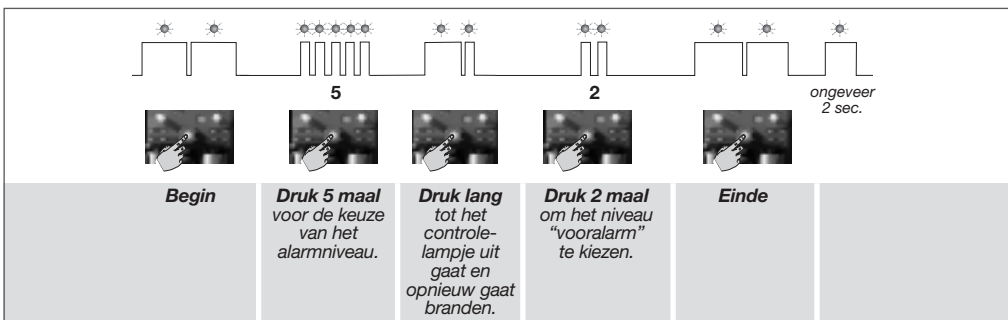 5
2
ongeveer
2 sec.
Begin
Druk 5 maal
voor de keuze
van het
alarmniveau.
Druk lang
tot het
controle-
lampje uit
gaat en
opnieuw gaat
branden.
Druk 2 maal
om het niveau
“vooralarm”
te kiezen.
Einde